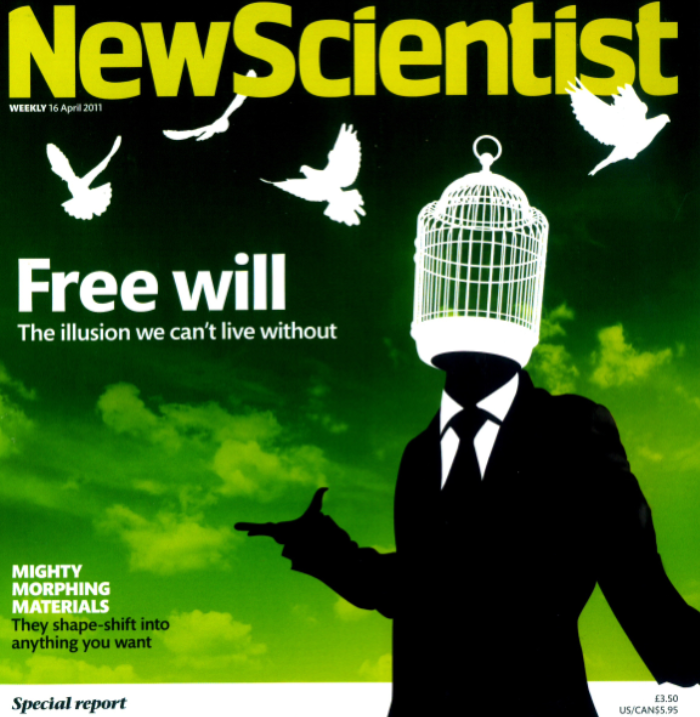 NewScientist
WEEKLY 16 April 2011
Free will
The illusion we can't live without
MIGHTY
MORPHING
MATERIALS
They shape-shift into
anything you want
Special report
£3.50
US/CAN$5.95